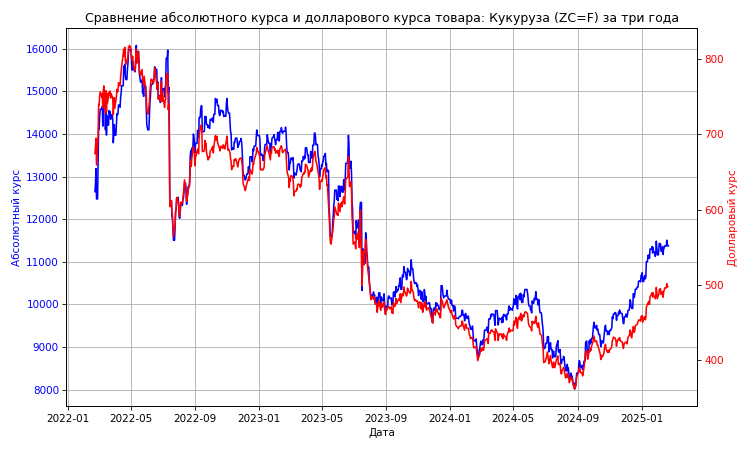 Сравнение абсолютного курса и долларового курса товара: Кукуруза (ZC=F) за три года
Абсолютный курс
16000
15000
14000
13000
12000
11000
10000
9000
8000
800
700
600
500
400
Долларовый курс
2022-01 2022-05 2022-09 2023-01 2023-05 2023-09 2024-01 2024-05 2024-09 2025-01
Дата